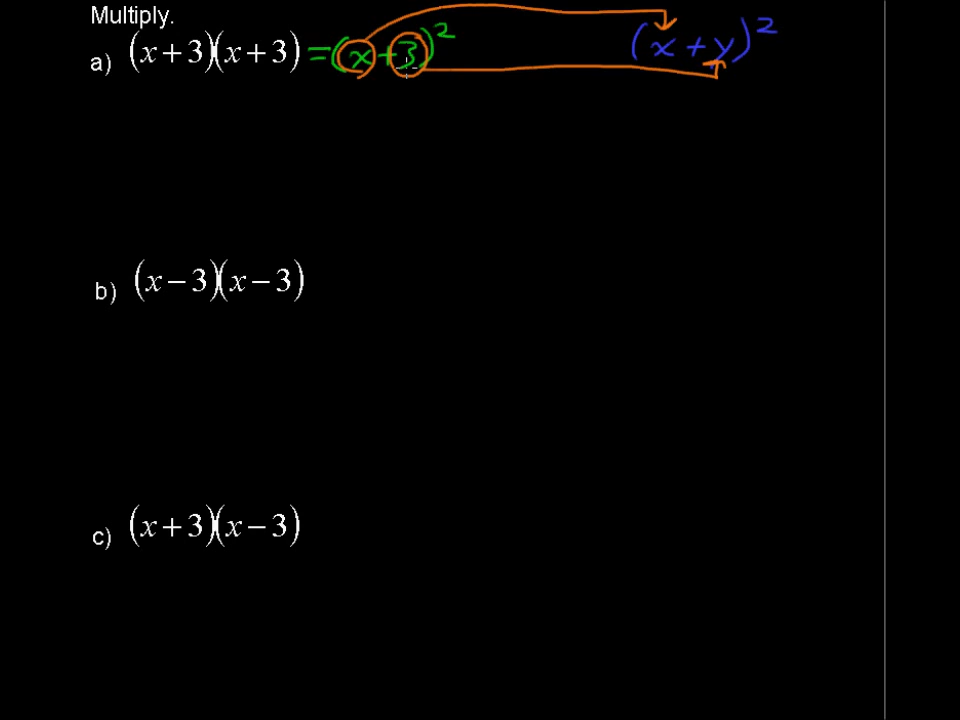 Multiply.
a) (x+3)(x+3) =(x+3)² (x+y)²
b) (x−3)(x−3)
c) (x+3)(x−3)